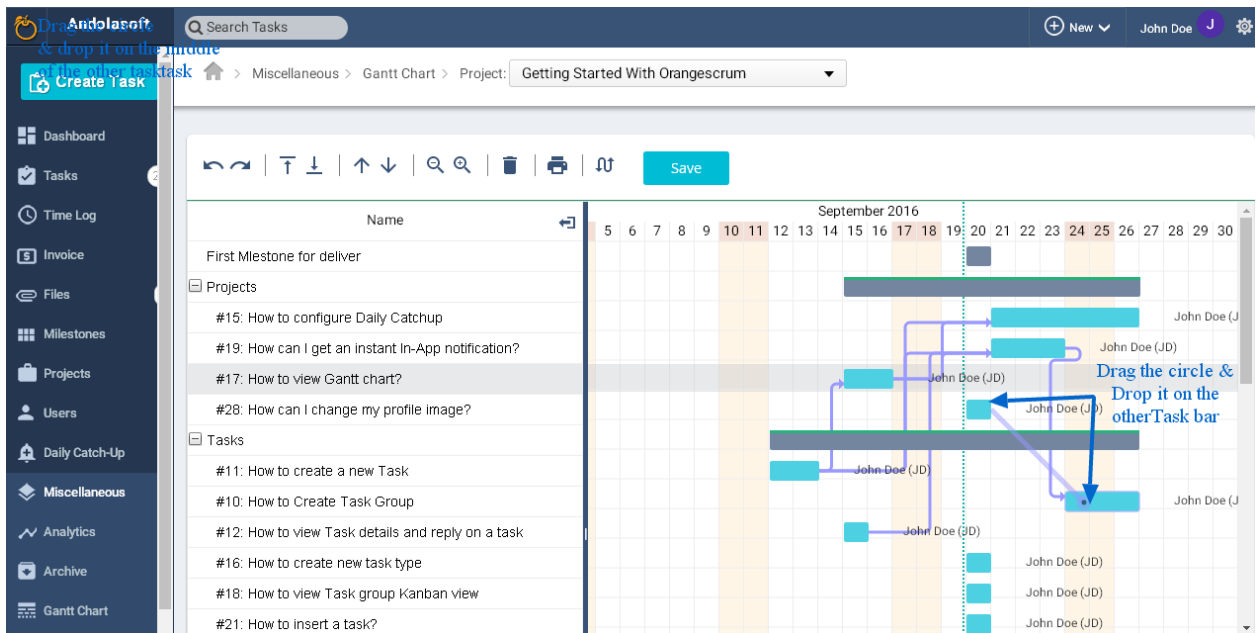 Andolasoft
Search Tasks
New
John Doe
J
Drag the circle
& drop it on the middle
of the other tasktask
Create Task
Miscellaneous > Gantt Chart > Project: Getting Started With Orangescrum
Dashboard
Tasks
Time Log
Invoice
Files
Milestones
Projects
Users
Daily Catch-Up
Miscellaneous
Analytics
Archive
Gantt Chart
Save
Name
September 2016
5 6 7 8 9 10 11 12 13 14 15 16 17 18 19 20 21 22 23 24 25 26 27 28 29 30
First Mlestone for deliver
Projects
#15: How to configure Daily Catchup
John Doe (J
#19: How can I get an instant In-App notification?
John Doe (JD)
#17: How to view Gantt chart?
John Doe (JD)
Drag the circle &
Drop it on the
otherTask bar
#28: How can I change my profile image?
John Doe (JD)
Tasks
#11: How to create a new Task
John Doe (JD)
#10: How to Create Task Group
John Doe (J
#12: How to view Task details and reply on a task
John Doe (JD)
#16: How to create new task type
John Doe (JD)
#18: How to view Task group Kanban view
John Doe (JD)
#21: How to insert a task?
John Doe (JD)